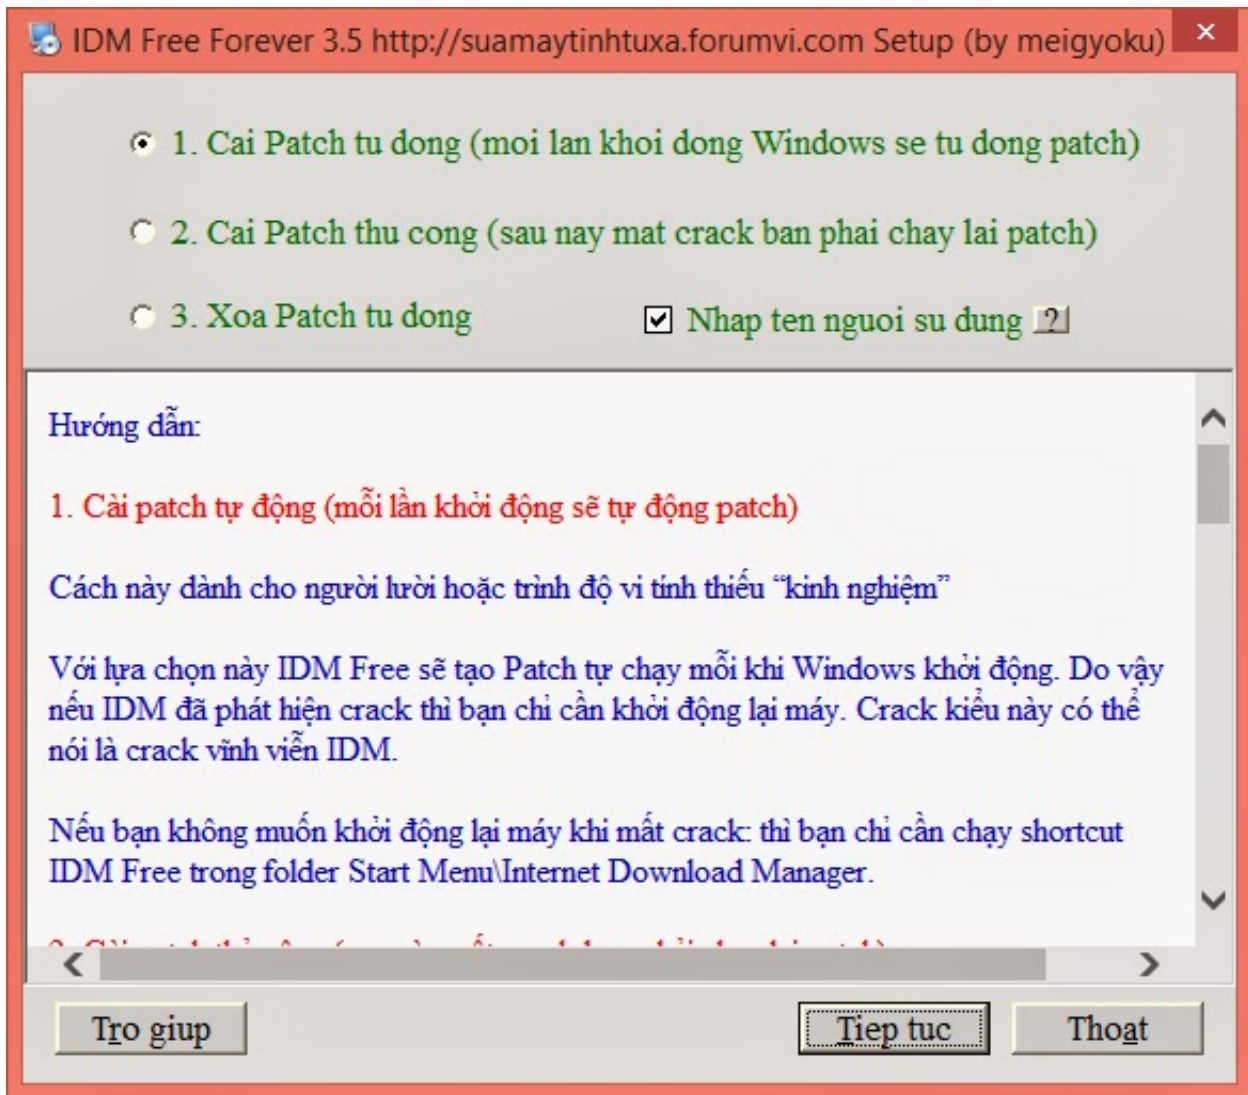 IDM Free Forever 3.5 http://suamaytinhtuxa.forumvi.com Setup (by meigyoku)
1. Cai Patch tu dong (moi lan khoi dong Windows se tu dong patch)
2. Cai Patch thu cong (sau nay mat crack ban phai chay lai patch)
3. Xoa Patch tu dong
Nhap ten nguoi su dung ?
Hướng dẫn:
1. Cài patch tự động (mỗi lần khởi động sẽ tự động patch)
Cách này dành cho người lười hoặc trình độ vi tính thiếu “kinh nghiệm”
Với lựa chọn này IDM Free sẽ tạo Patch tự chạy mỗi khi Windows khởi động. Do vậy
nếu IDM đã phát hiện crack thì bạn chỉ cần khởi động lại máy. Crack kiểu này có thể
nói là crack vĩnh viễn IDM.
Nếu bạn không muốn khởi động lại máy khi mất crack: thì bạn chỉ cần chạy shortcut
IDM Free trong folder Start Menu\Internet Download Manager.
Tro giup
Tiep tuc
Thoat